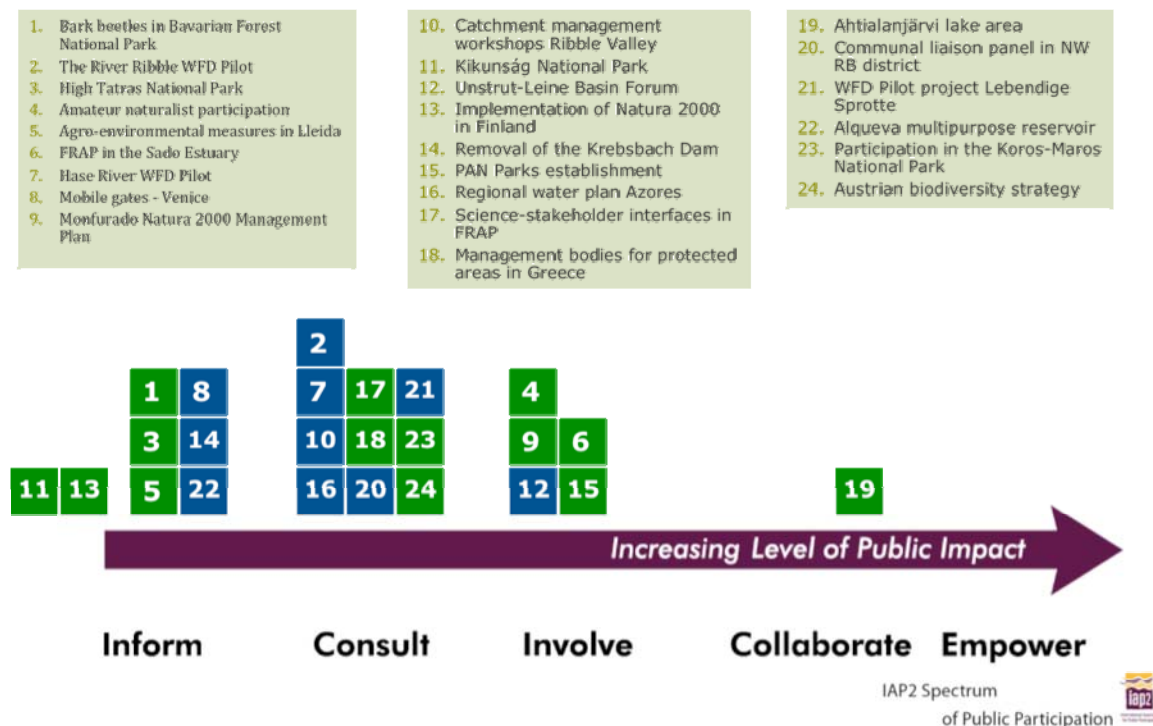 1. Bark beetles in Bavarian Forest
National Park
2. The River Ribble WFD Pilot
3. High Tatras National Park
4. Amateur naturalist participation
5. Agro-environmental measures in Lleida
6. FRAP in the Sado Estuary
7. Hase River WFD Pilot
8. Mobile gates - Venice
9. Monfurado Natura 2000 Management
Plan
10. Catchment management
workshops Ribble Valley
11. Kikunság National Park
12. Unstrut-Leine Basin Forum
13. Implementation of Natura 2000
in Finland
14. Removal of the Krebsbach Dam
15. PAN Parks establishment
16. Regional water plan Azores
17. Science-stakeholder interfaces in
FRAP
18. Management bodies for protected
areas in Greece
19. Ahtialanjärvi lake area
20. Communal liaison panel in NW
RB district
21. WFD Pilot project Lebendige
Sprotte
22. Alqueva multipurpose reservoir
23. Participation in the Koros-Maros
National Park
24. Austrian biodiversity strategy
2
1 8 7 17 21 4
3 14 10 18 23 9 6
11 13 5 22 16 20 24 12 15 19
Increasing Level of Public Impact
Inform Consult Involve Collaborate Empower
IAP2 Spectrum
of Public Participation
iap2